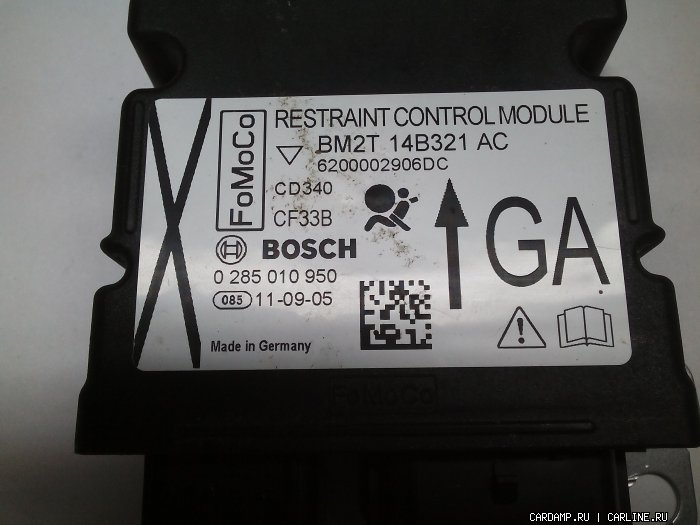 RESTRAINT CONTROL MODULE
FoMoCo
BM2T 14B321 AC
6200002906DC
CD340
CF33B
BOSCH
GA
0 285 010 950
085 11-09-05
Made in Germany
FoMoCo
CARDAMP.RU | CARLINE.RU